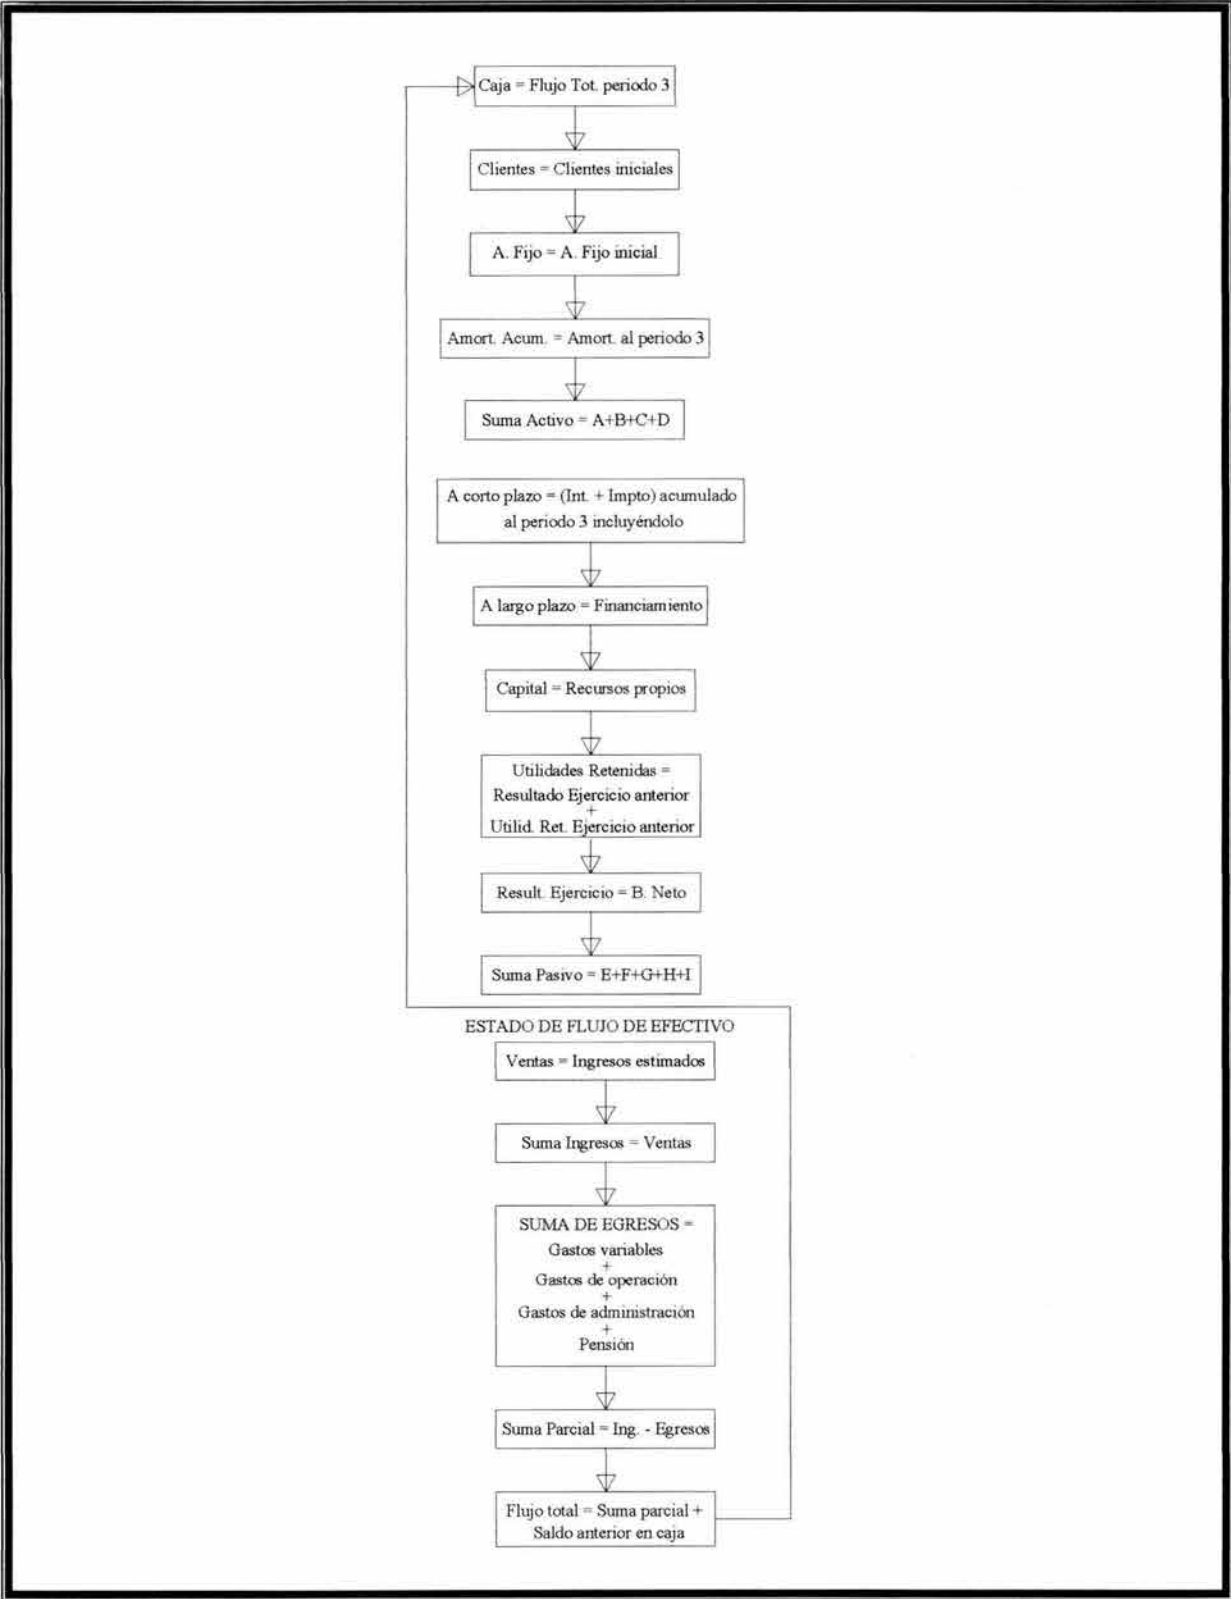 Caja = Flujo Tot. periodo 3
Clientes = Clientes iniciales
A. Fijo = A. Fijo inicial
Amort. Acum. = Amort. al periodo 3
Suma Activo = A+B+C+D
A corto plazo = (Int. + Impto) acumulado
al periodo 3 incluyéndolo
A largo plazo = Financiamiento
Capital = Recursos propios
Utilidades Retenidas =
Resultado Ejercicio anterior
+
Utilid. Ret. Ejercicio anterior
Result. Ejercicio = B. Neto
Suma Pasivo = E+F+G+H+I
ESTADO DE FLUJO DE EFECTIVO
Ventas = Ingresos estimados
Suma Ingresos = Ventas
SUMA DE EGRESOS =
Gastos variables
+
Gastos de operación
+
Gastos de administración
+
Pensión
Suma Parcial = Ing. - Egresos
Flujo total = Suma parcial +
Saldo anterior en caja